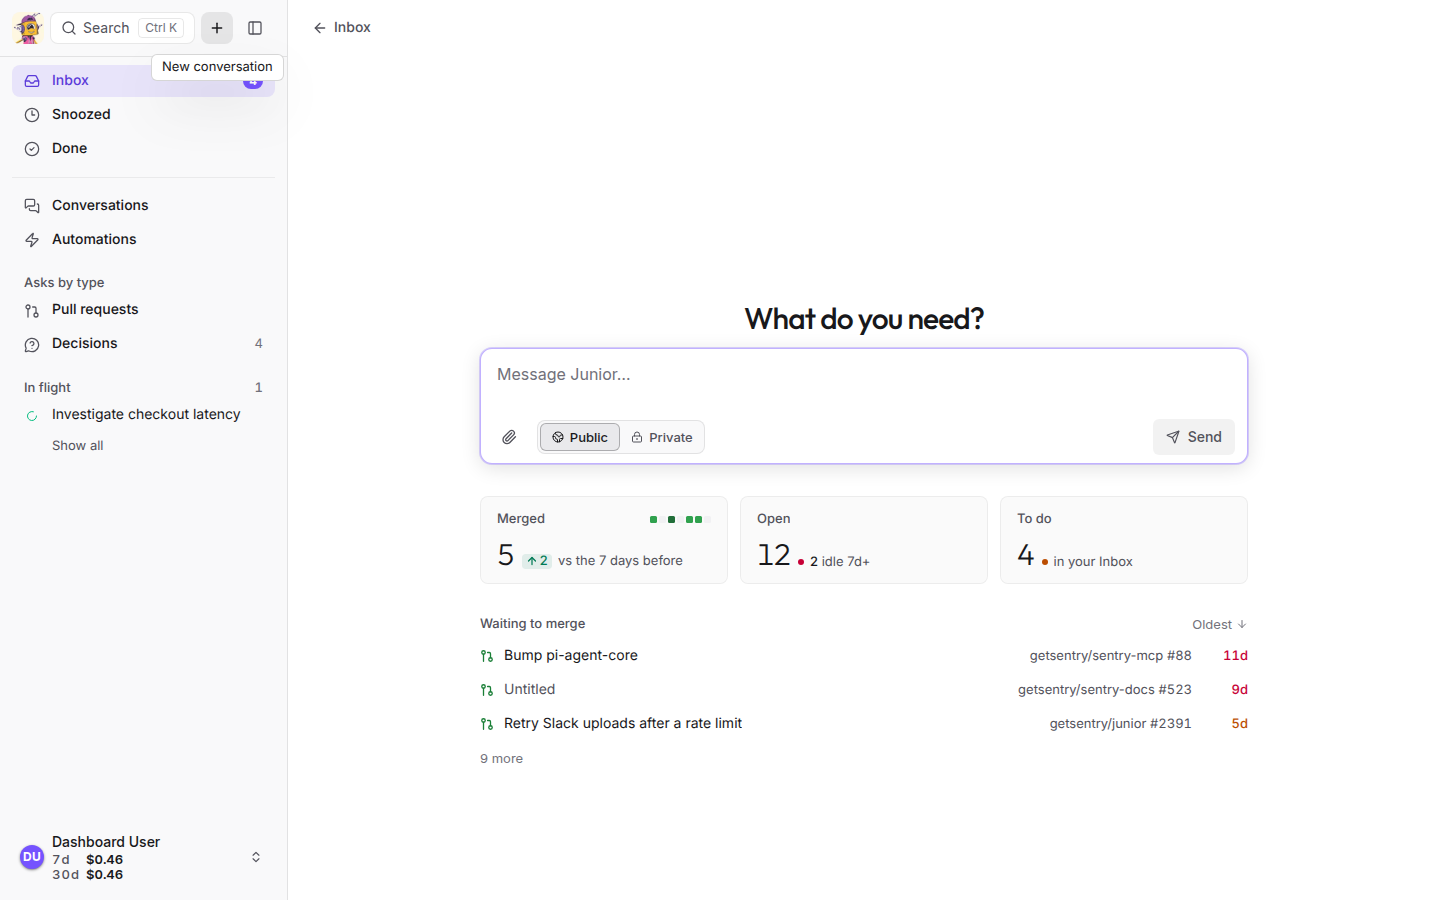 Search Ctrl K
New conversation
Inbox
Snoozed
Done
Conversations
Automations
Asks by type
Pull requests
Decisions 4
In flight 1
Investigate checkout latency
Show all
DU
Dashboard User
7d $0.46
30d $0.46
Inbox
What do you need?
Message Junior...
Public Private Send
Merged
5 2 vs the 7 days before
Open
12 2 idle 7d+
To do
4 in your Inbox
Waiting to merge Oldest
Bump pi-agent-core getsentry/sentry-mcp #88 11d
Untitled getsentry/sentry-docs #523 9d
Retry Slack uploads after a rate limit getsentry/junior #2391 5d
9 more